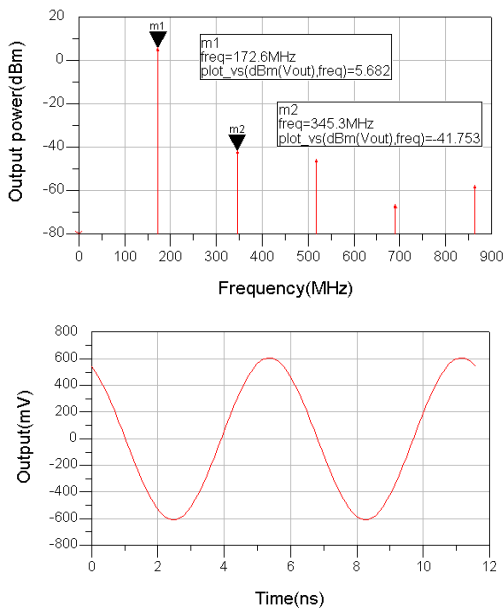 Output power(dBm)
20
0
-20
-40
-60
-80
m1
m1
freq=172.6MHz
plot_vs(dBm(Vout),freq)=5.682
m2
m2
freq=345.3MHz
plot_vs(dBm(Vout),freq)=-41.753
0 100 200 300 400 500 600 700 800 900
Frequency(MHz)
Output(mV)
800
600
400
200
0
-200
-400
-600
-800
0 2 4 6 8 10 12
Time(ns)